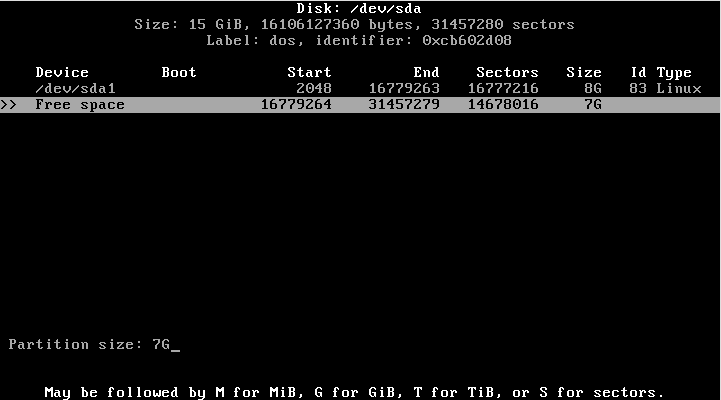 Disk: /dev/sda
Size: 15 GiB, 16106127360 bytes, 31457280 sectors
Label: dos, identifier: 0xcb602d08
Device Boot Start End Sectors Size Id Type
/dev/sda1 2048 16779263 16777216 8G 83 Linux
>> Free space 16779264 31457279 14678016 7G
Partition size: 7G_
May be followed by M for MiB, G for GiB, T for TiB, or S for sectors.